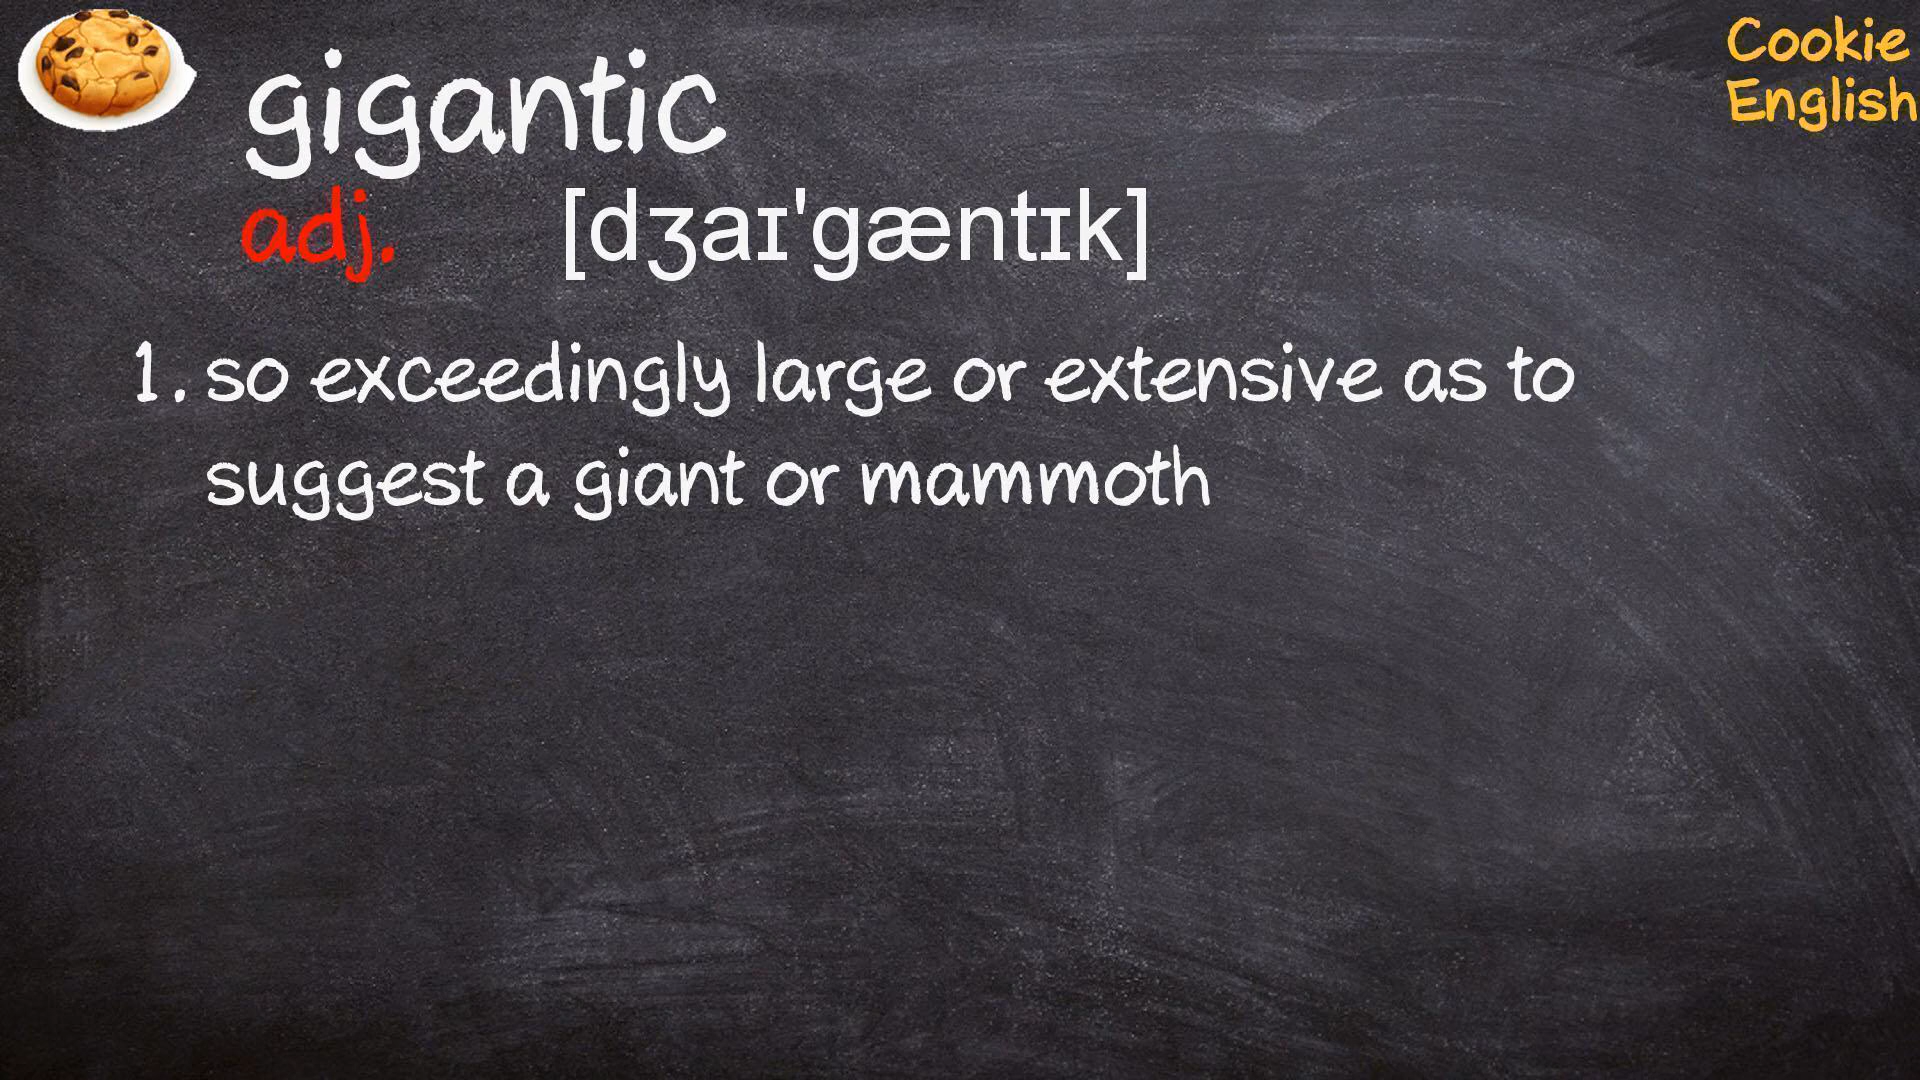 Cookie
English
gigantic
adj. [dʒaɪ'gæntɪk]
1. so exceedingly large or extensive as to
suggest a giant or mammoth